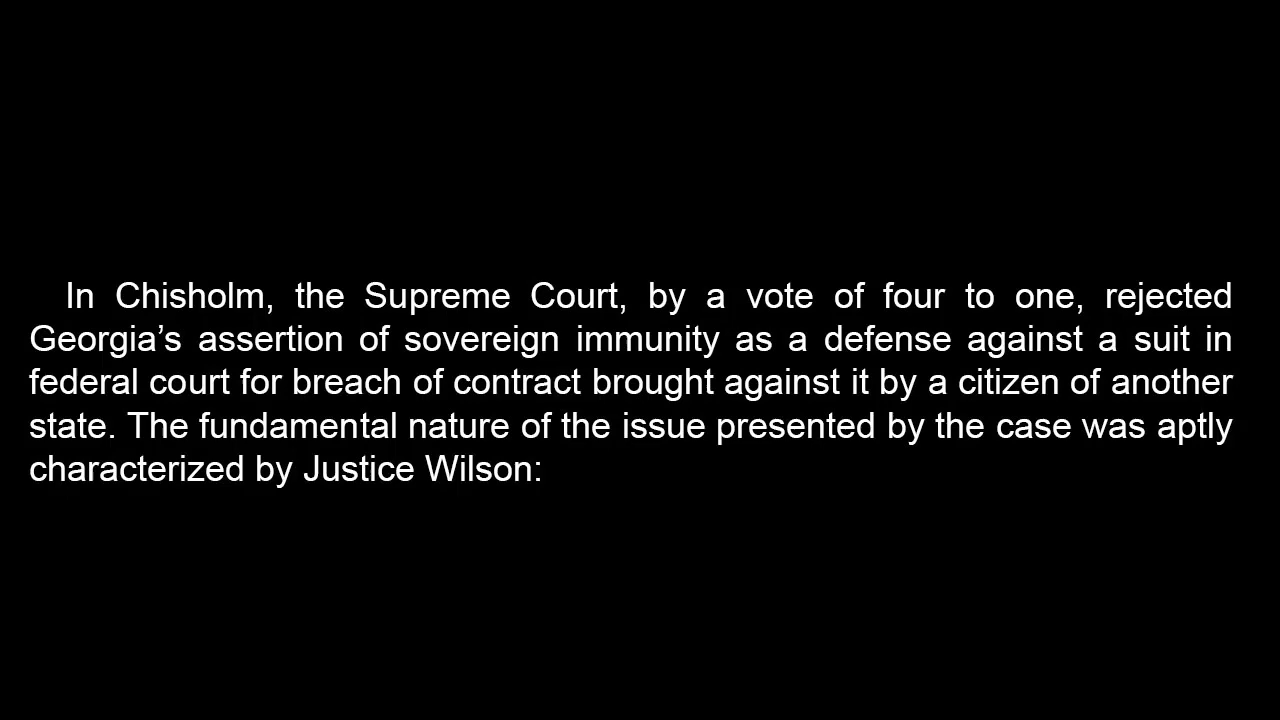 In Chisholm, the Supreme Court, by a vote of four to one, rejected
Georgia’s assertion of sovereign immunity as a defense against a suit in
federal court for breach of contract brought against it by a citizen of another
state. The fundamental nature of the issue presented by the case was aptly
characterized by Justice Wilson: